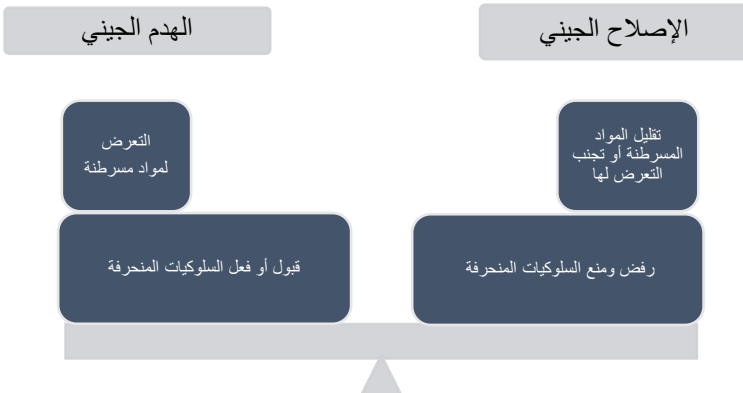 الإصلاح الجيني
الهدم الجيني
تقليل المواد
المسرطنة أو تجنب
التعرض لها
التعرض
لمواد مسرطنة
رفض ومنع السلوكيات المنحرفة
قبول أو فعل السلوكيات المنحرفة